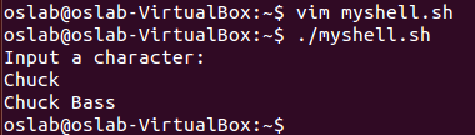 oslab@oslab-VirtualBox:~$ vim myshell.sh
oslab@oslab-VirtualBox:~$ ./myshell.sh
Input a character:
Chuck
Chuck Bass
oslab@oslab-VirtualBox:~$